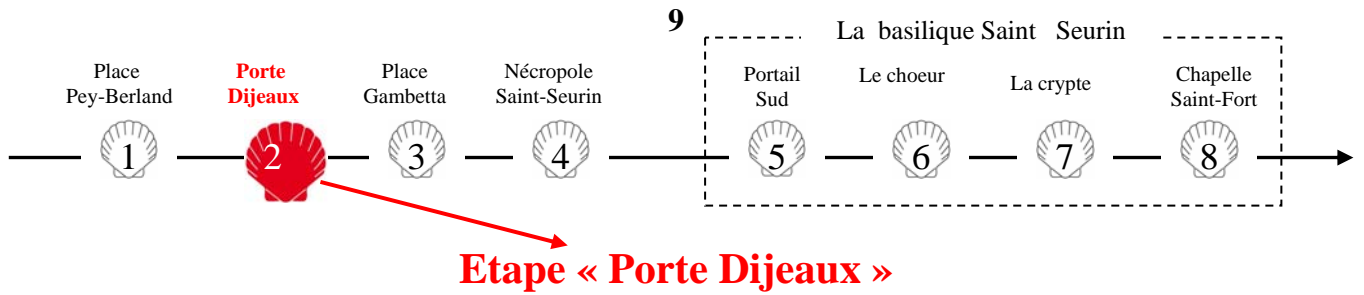 9
La basilique Saint Seurin
Place
Pey-Berland
Porte
Dijeaux
Place
Gambetta
Nécropole
Saint-Seurin
Portail
Sud
Le choeur
La crypte
Chapelle
Saint-Fort
1
2
3
4
5
6
7
8
Etape « Porte Dijeaux »